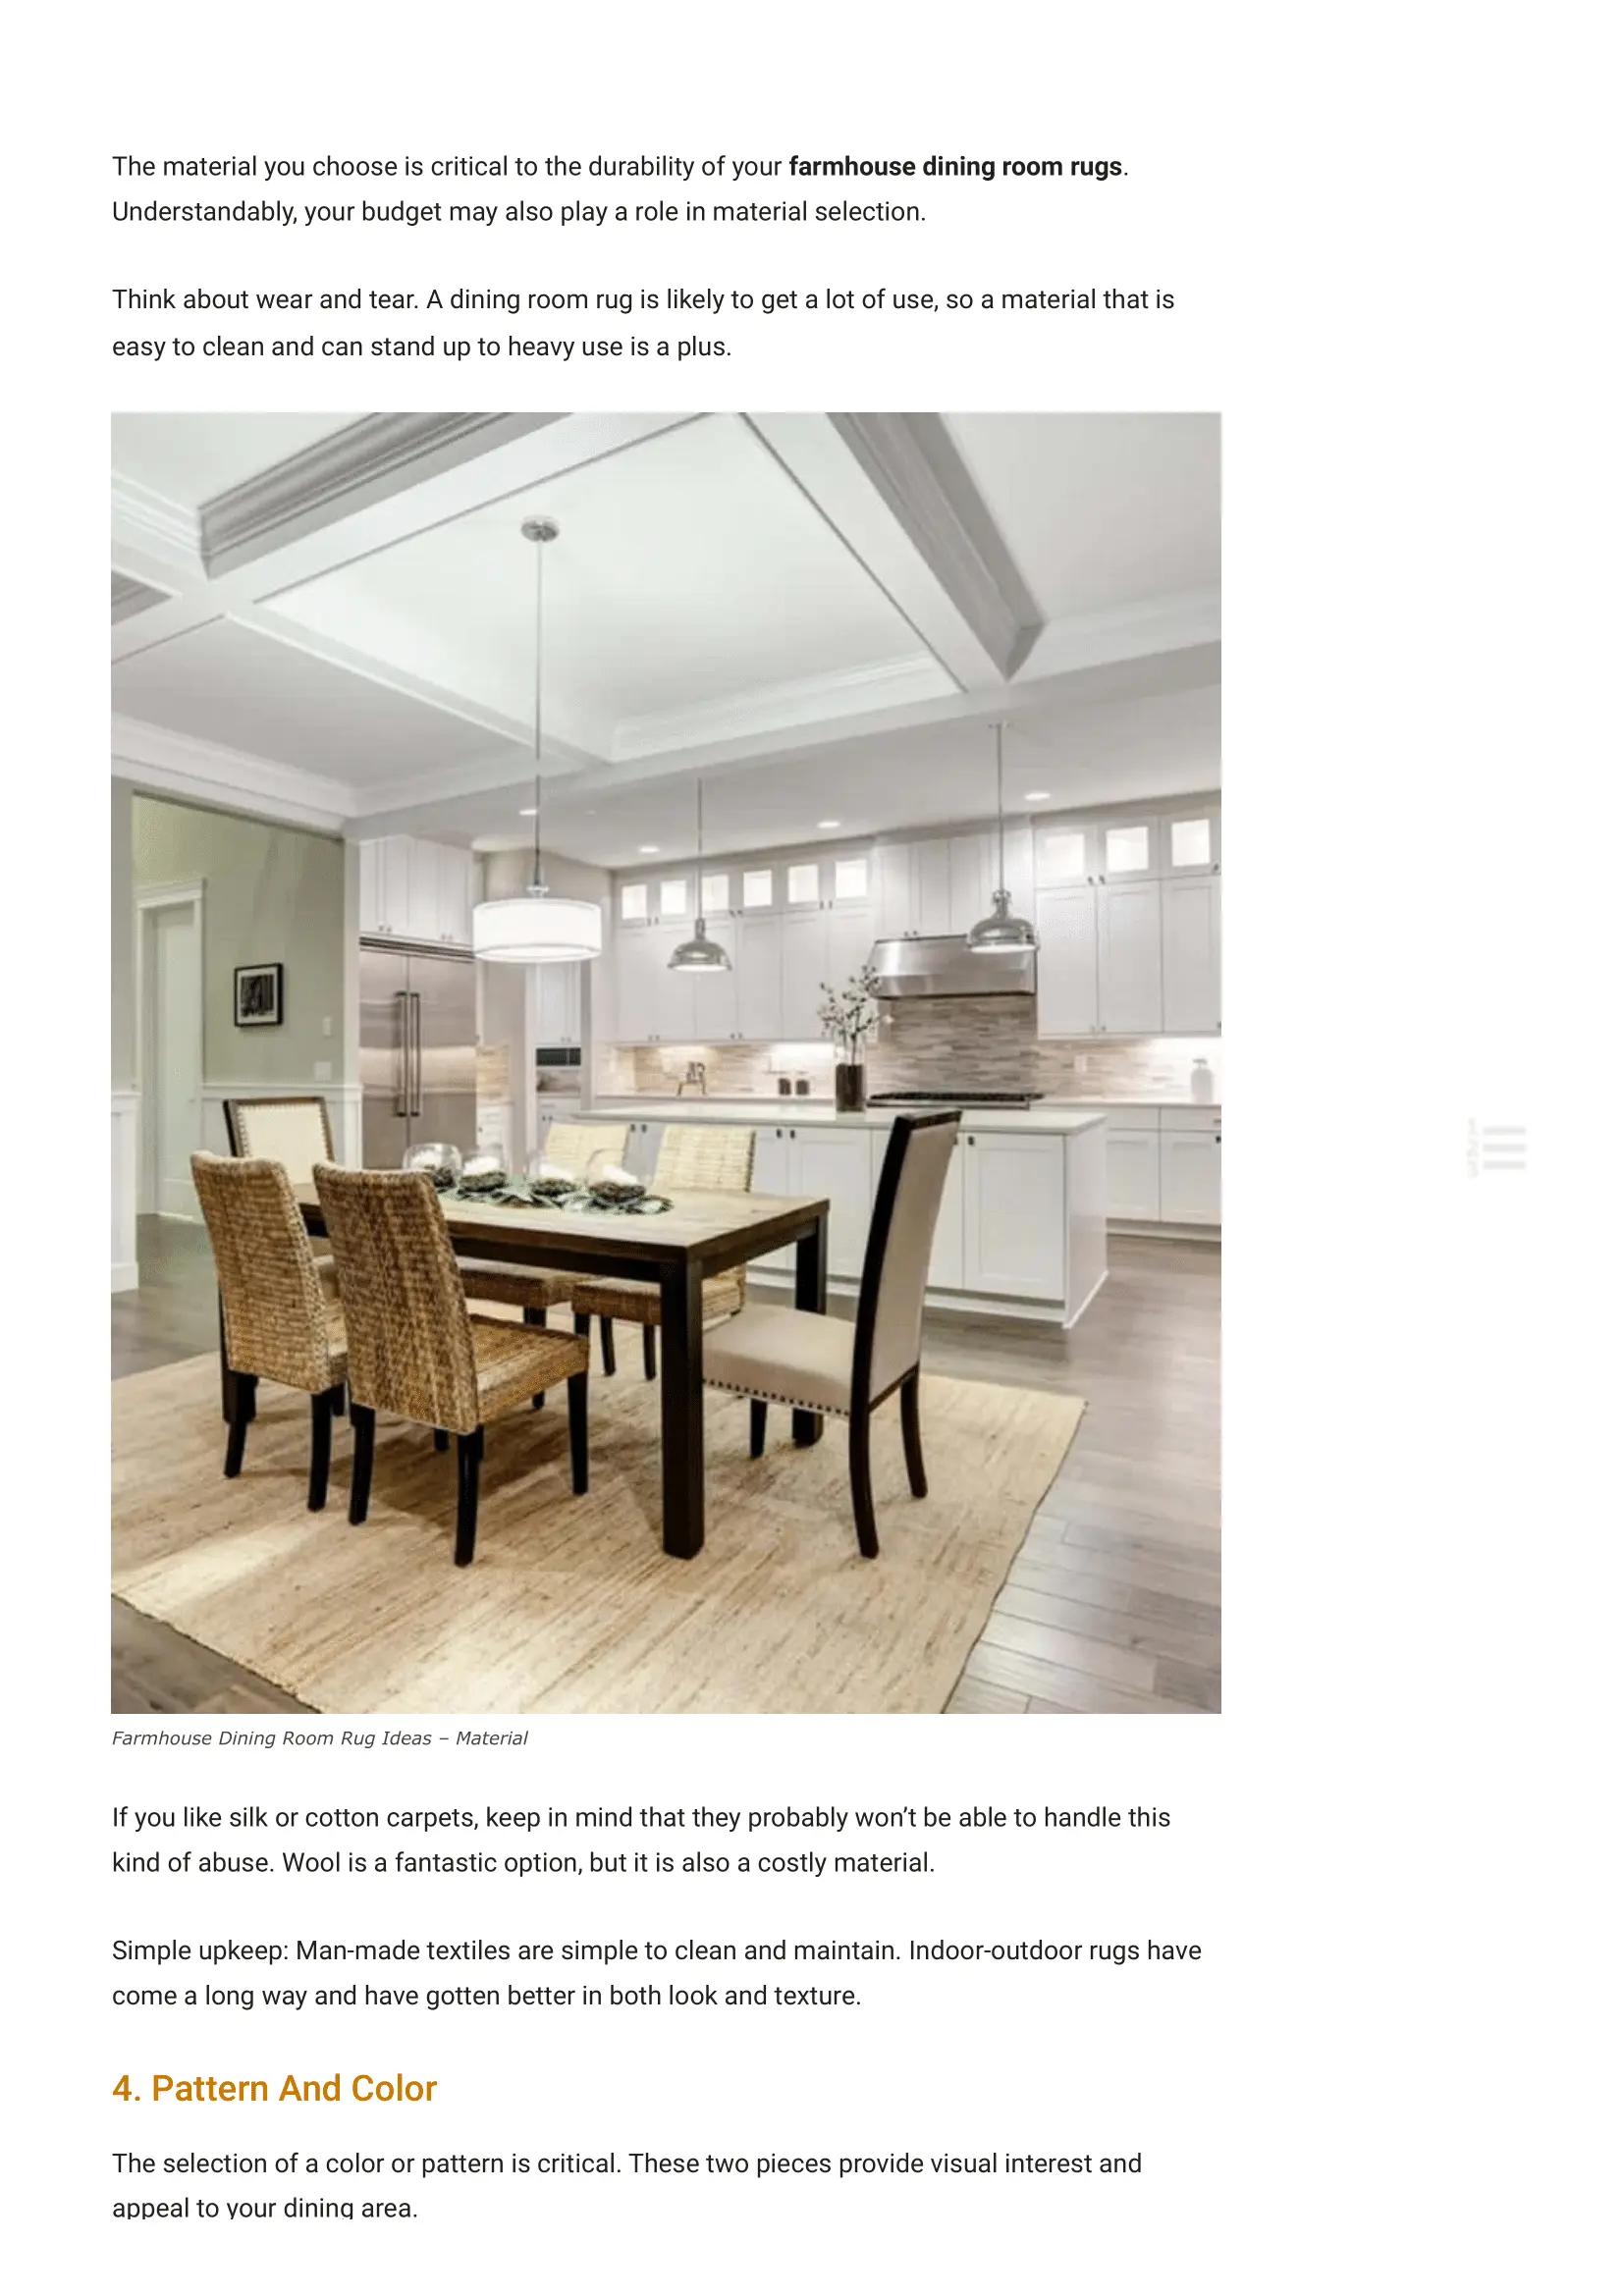 The material you choose is critical to the durability of your farmhouse dining room rugs.
Understandably, your budget may also play a role in material selection.
Think about wear and tear. A dining room rug is likely to get a lot of use, so a material that is
easy to clean and can stand up to heavy use is a plus.
Farmhouse Dining Room Rug Ideas – Material
If you like silk or cotton carpets, keep in mind that they probably won’t be able to handle this
kind of abuse. Wool is a fantastic option, but it is also a costly material.
Simple upkeep: Man-made textiles are simple to clean and maintain. Indoor-outdoor rugs have
come a long way and have gotten better in both look and texture.
4. Pattern And Color
The selection of a color or pattern is critical. These two pieces provide visual interest and
appeal to your dining area.